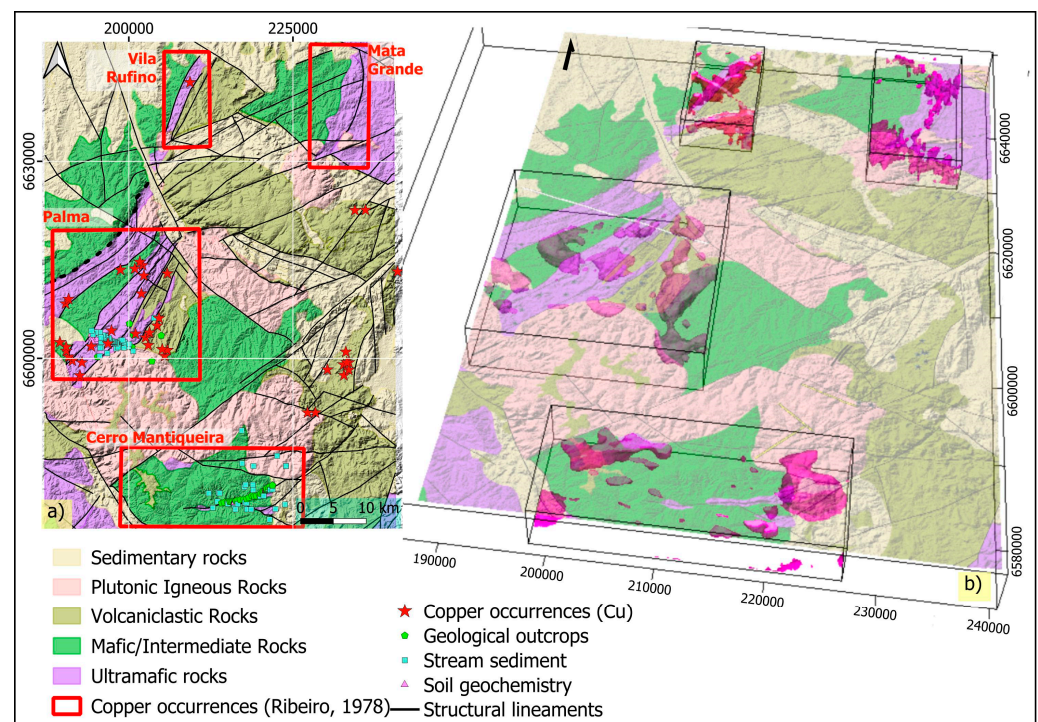 2000000
225000
Vila
Rufino
Mata
Grande
6630000
Palma
6600000
Cerro Mantiqueira
0 5 10 km
a)
6640000
6620000
6600000
6580000
190000
200000
210000
220000
230000
240000
b)
Sedimentary rocks
Plutonic Igneous Rocks
Volcaniclastic Rocks
Mafic/Intermediate Rocks
Ultramafic rocks
Copper occurrences (Ribeiro, 1978)
Copper occurrences (Cu)
Geological outcrops
Stream sediment
Soil geochemistry
Structural lineaments